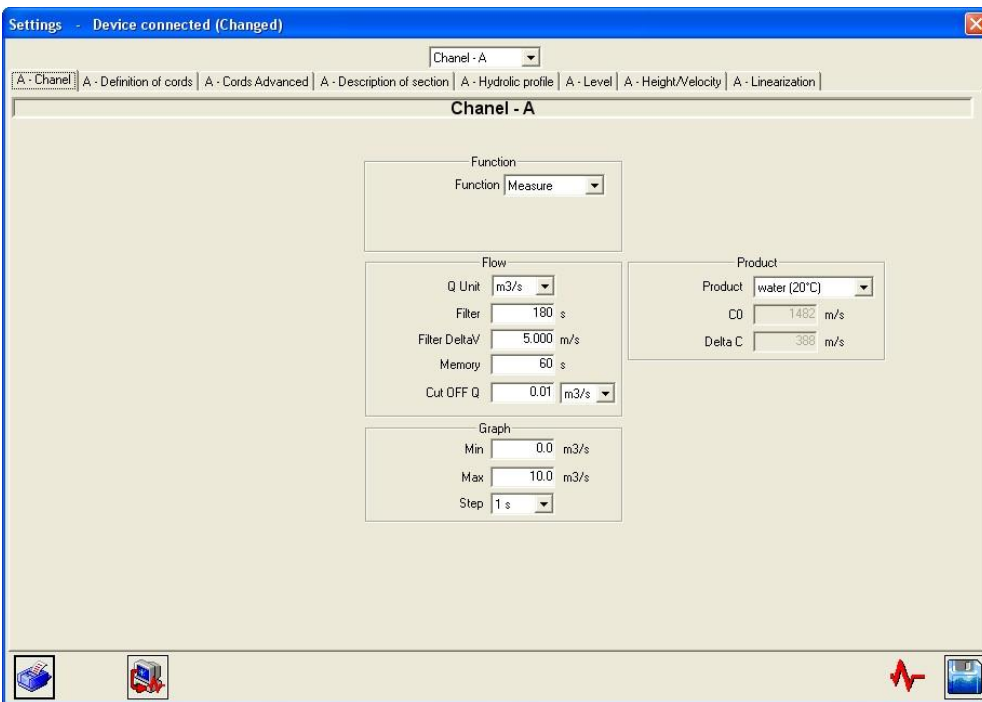 Settings - Device connected (Changed)
Chanel - A
A - Chanel A - Definition of cords A - Cords Advanced A - Description of section A - Hydrolic profile A - Level A - Height/Velocity A - Linearization
Chanel - A
Function
Function Measure
Flow
Q Unit m3/s
Filter 180 s
Filter DeltaV 5.000 m/s
Memory 60 s
Cut OFF Q 0.01 m3/s
Product
Product water (20°C)
C0 1482 m/s
Delta C 388 m/s
Graph
Min 0.0 m3/s
Max 10.0 m3/s
Step 1 s